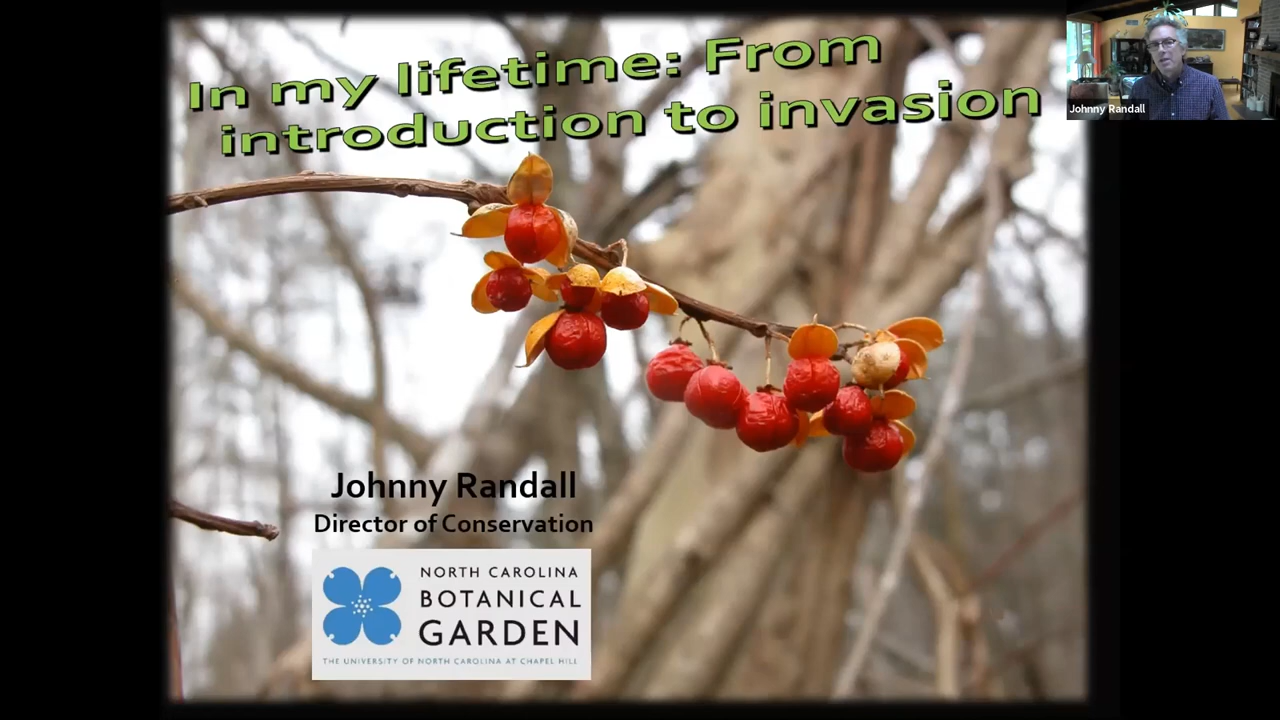 In my lifetime: From
introduction to invasion
Johnny Randall
Johnny Randall
Director of Conservation
NORTH CAROLINA
BOTANICAL
GARDEN
THE UNIVERSITY OF NORTH CAROLINA AT CHAPEL HILL